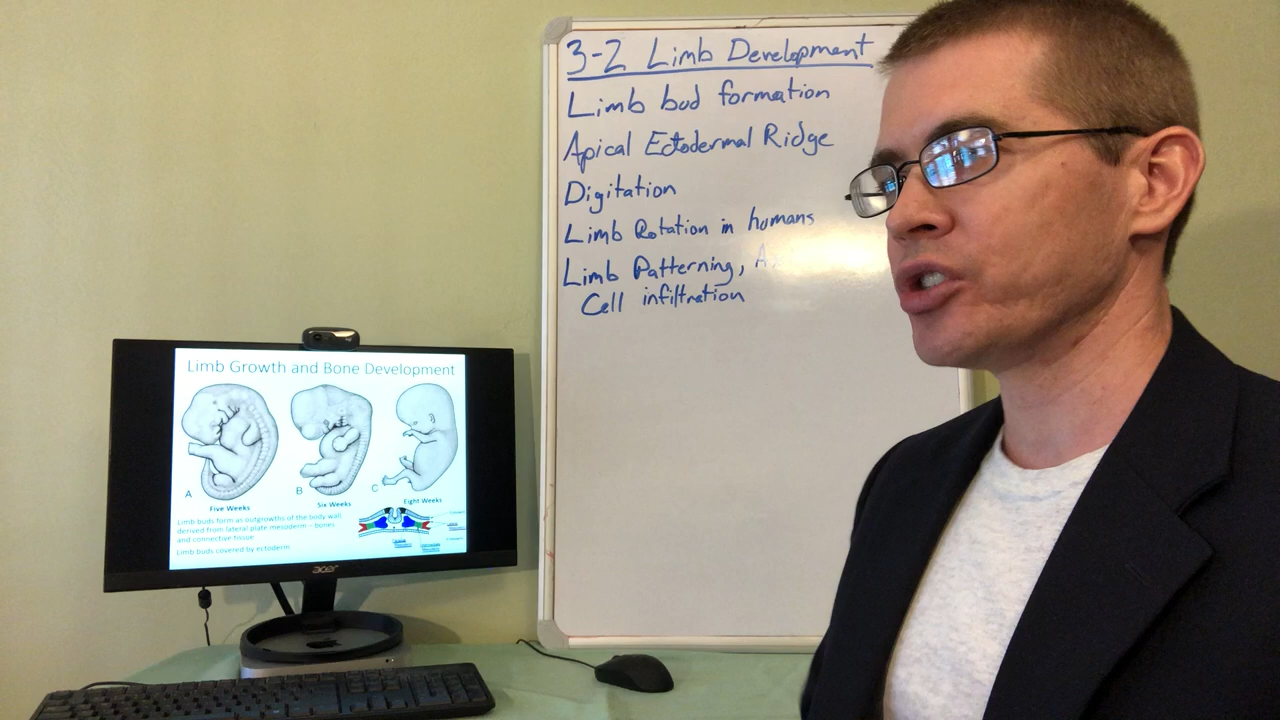 3-2 Limb Development
Limb bud formation
Apical Ectodermal Ridge
Digitation
Limb Rotation in humans
Limb Patterning,
Cell infiltration
Limb Growth and Bone Development
A
B
C
Five Weeks
Six Weeks
Eight Weeks
Limb buds form as outgrowths of the body wall
derived from lateral plate mesoderm – bones
and connective tissue
Limb buds covered by ectoderm
acer